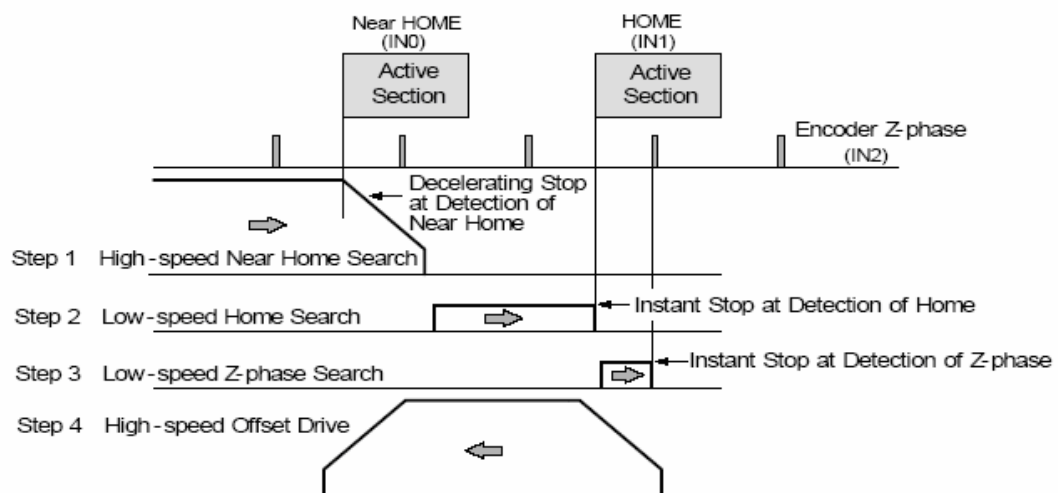 Near HOME
(IN0)
HOME
(IN1)
Active
Section
Active
Section
Encoder Z-phase
(IN2)
Decelerating Stop
at Detection of
Near Home
Step 1 High-speed Near Home Search
Instant Stop at Detection of Home
Step 2 Low-speed Home Search
Instant Stop at Detection of Z-phase
Step 3 Low-speed Z-phase Search
Step 4 High-speed Offset Drive